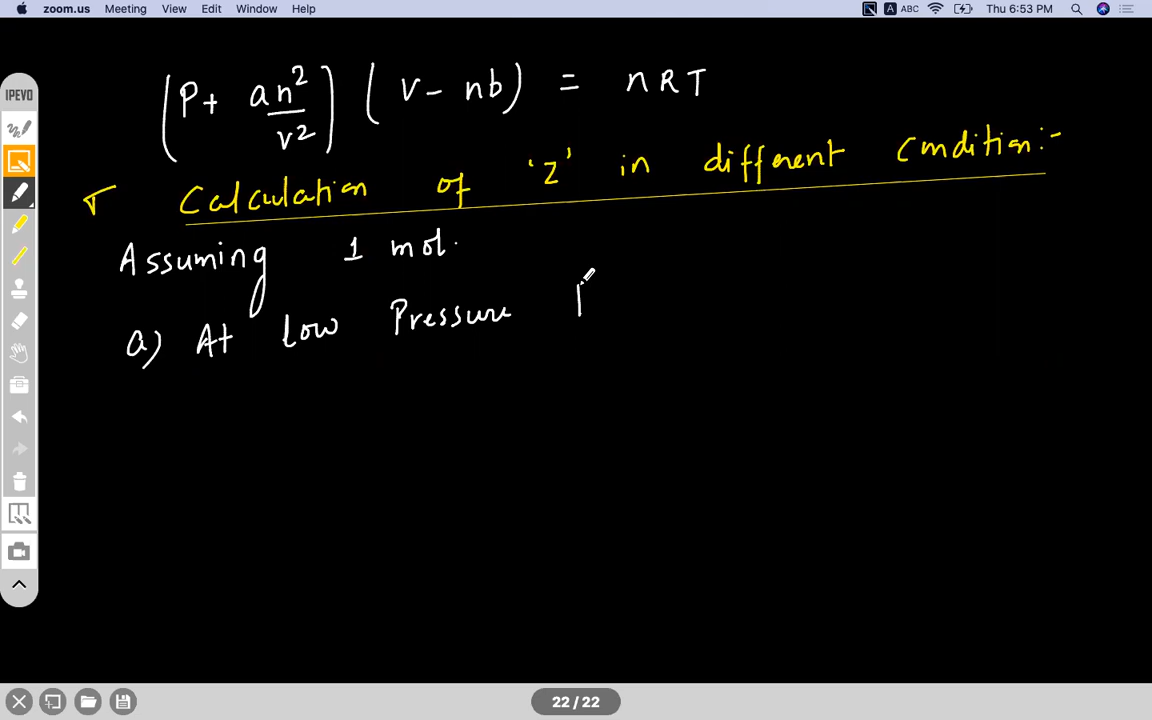 zoom.us Meeting View Edit Window Help A ABC Thu 6:53 PM
IPEVO
(P + an²/v²) (v - nb) = nRT
Calculation of 'z' in different condition:-
Assuming 1 mol.
a) At low Pressure
22 / 22